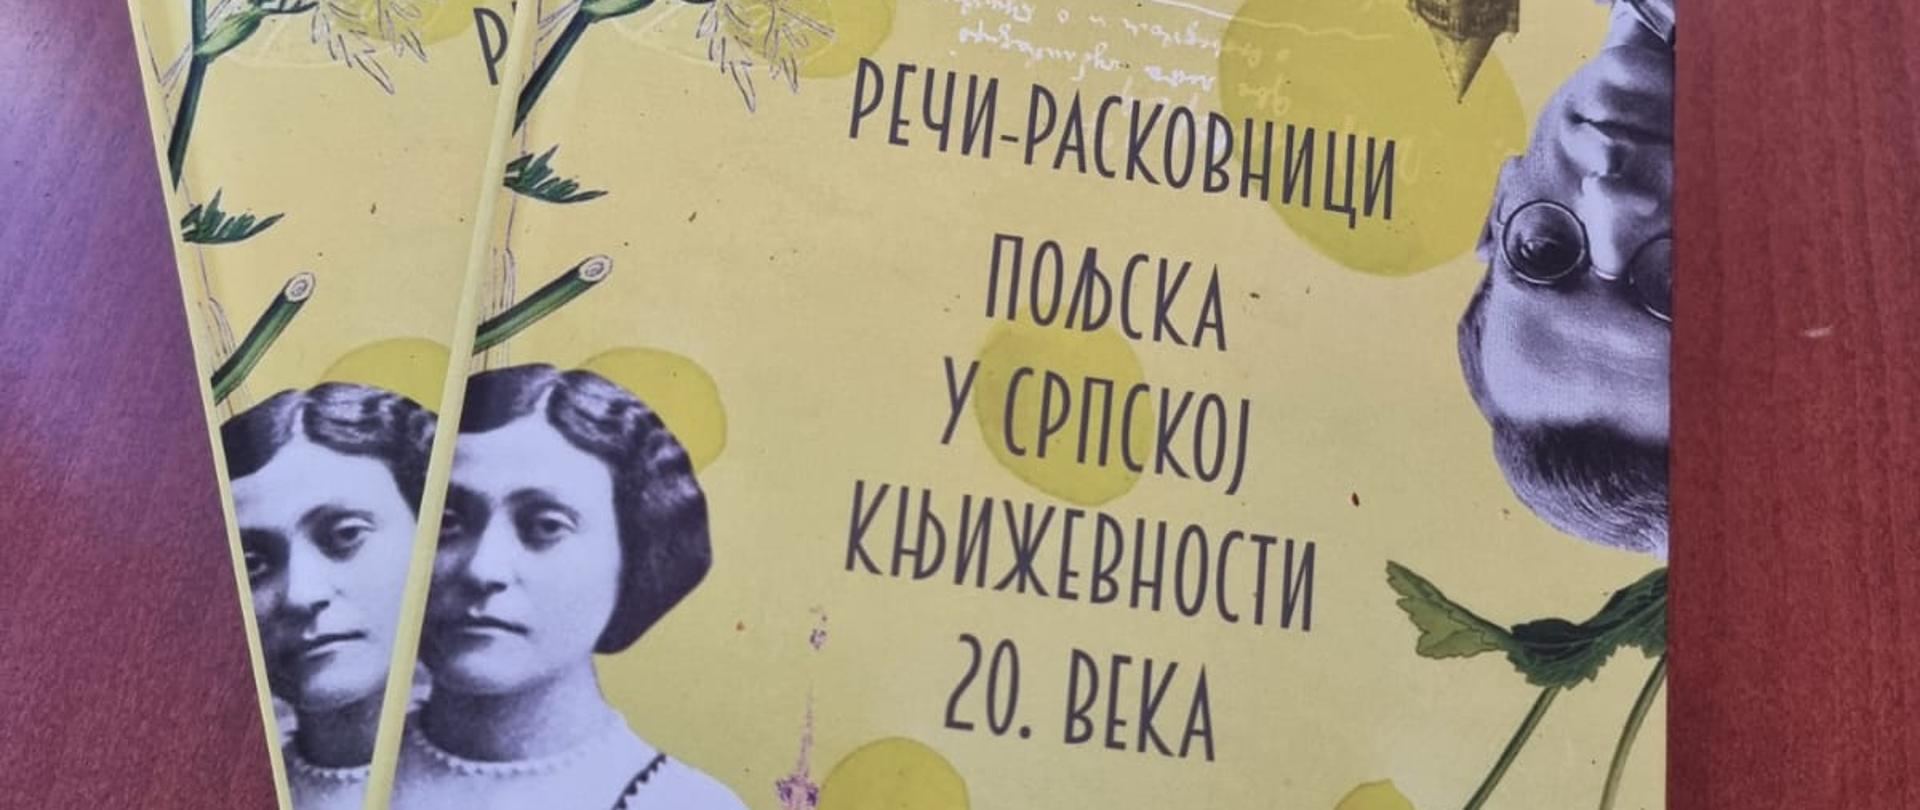 РЕЧИ-РАСКОВНИЦИ
ПОЉСКА
У СРПСКОЈ
КЊИЖЕВНОСТИ
20. ВЕКА